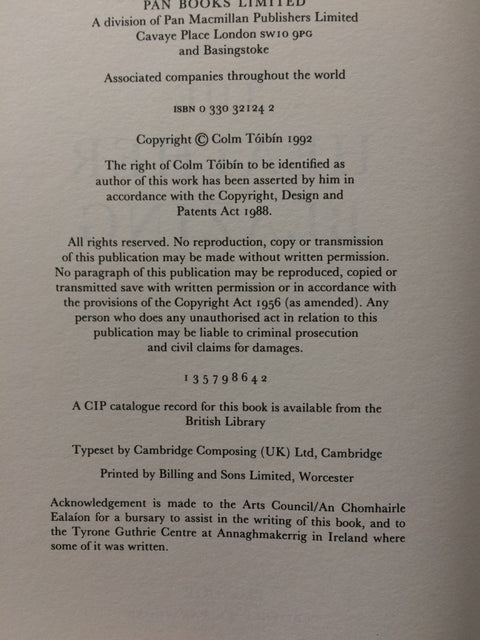 PAN BOOKS LIMITED
A division of Pan Macmillan Publishers Limited
Cavaye Place London SW10 9PG
and Basingstoke
Associated companies throughout the world
ISBN 0 330 32124 2
Copyright © Colm Tóibín 1992
The right of Colm Tóibín to be identified as
author of this work has been asserted by him in
accordance with the Copyright, Design and
Patents Act 1988.
All rights reserved. No reproduction, copy or transmission
of this publication may be made without written permission.
No paragraph of this publication may be reproduced, copied or
transmitted save with written permission or in accordance with
the provisions of the Copyright Act 1956 (as amended). Any
person who does any unauthorised act in relation to this
publication may be liable to criminal prosecution
and civil claims for damages.
1 3 5 7 9 8 6 4 2
A CIP catalogue record for this book is available from the
British Library
Typeset by Cambridge Composing (UK) Ltd, Cambridge
Printed by Billing and Sons Limited, Worcester
Acknowledgement is made to the Arts Council/An Chomhairle
Ealaíon for a bursary to assist in the writing of this book, and to
the Tyrone Guthrie Centre at Annaghmakerrig in Ireland where
some of it was written.